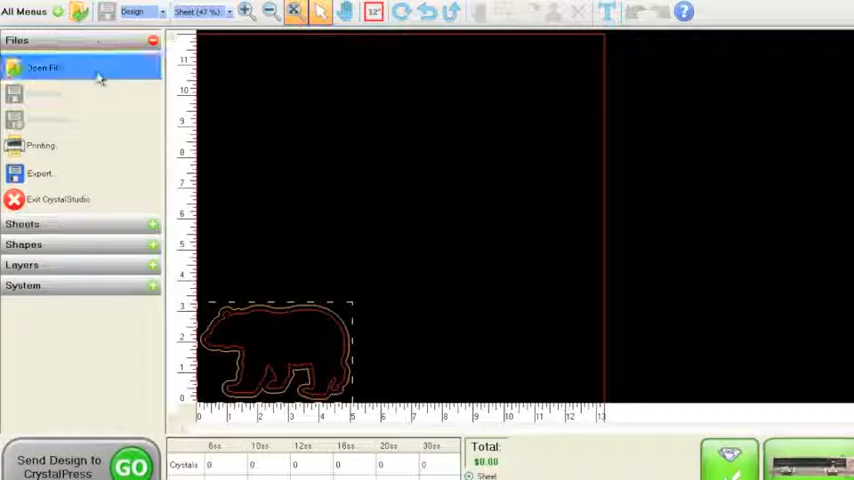 All Menus Design Sheet (47 %) 12" T ?
Files
Open Fil
Printing.
Export..
Exit CrystalStudio
Sheets
Shapes
Layers
System
11
10
9
8
7
6
5
4
3
2
1
0
0 1 2 3 4 5 6 7 8 9 10 11 12 13
Send Design to
CrystalPress
GO
6ss 10ss 12ss 16ss 20ss 30ss
Crystals 0 0 0 0 0 0
Total:
$0.00
Sheet